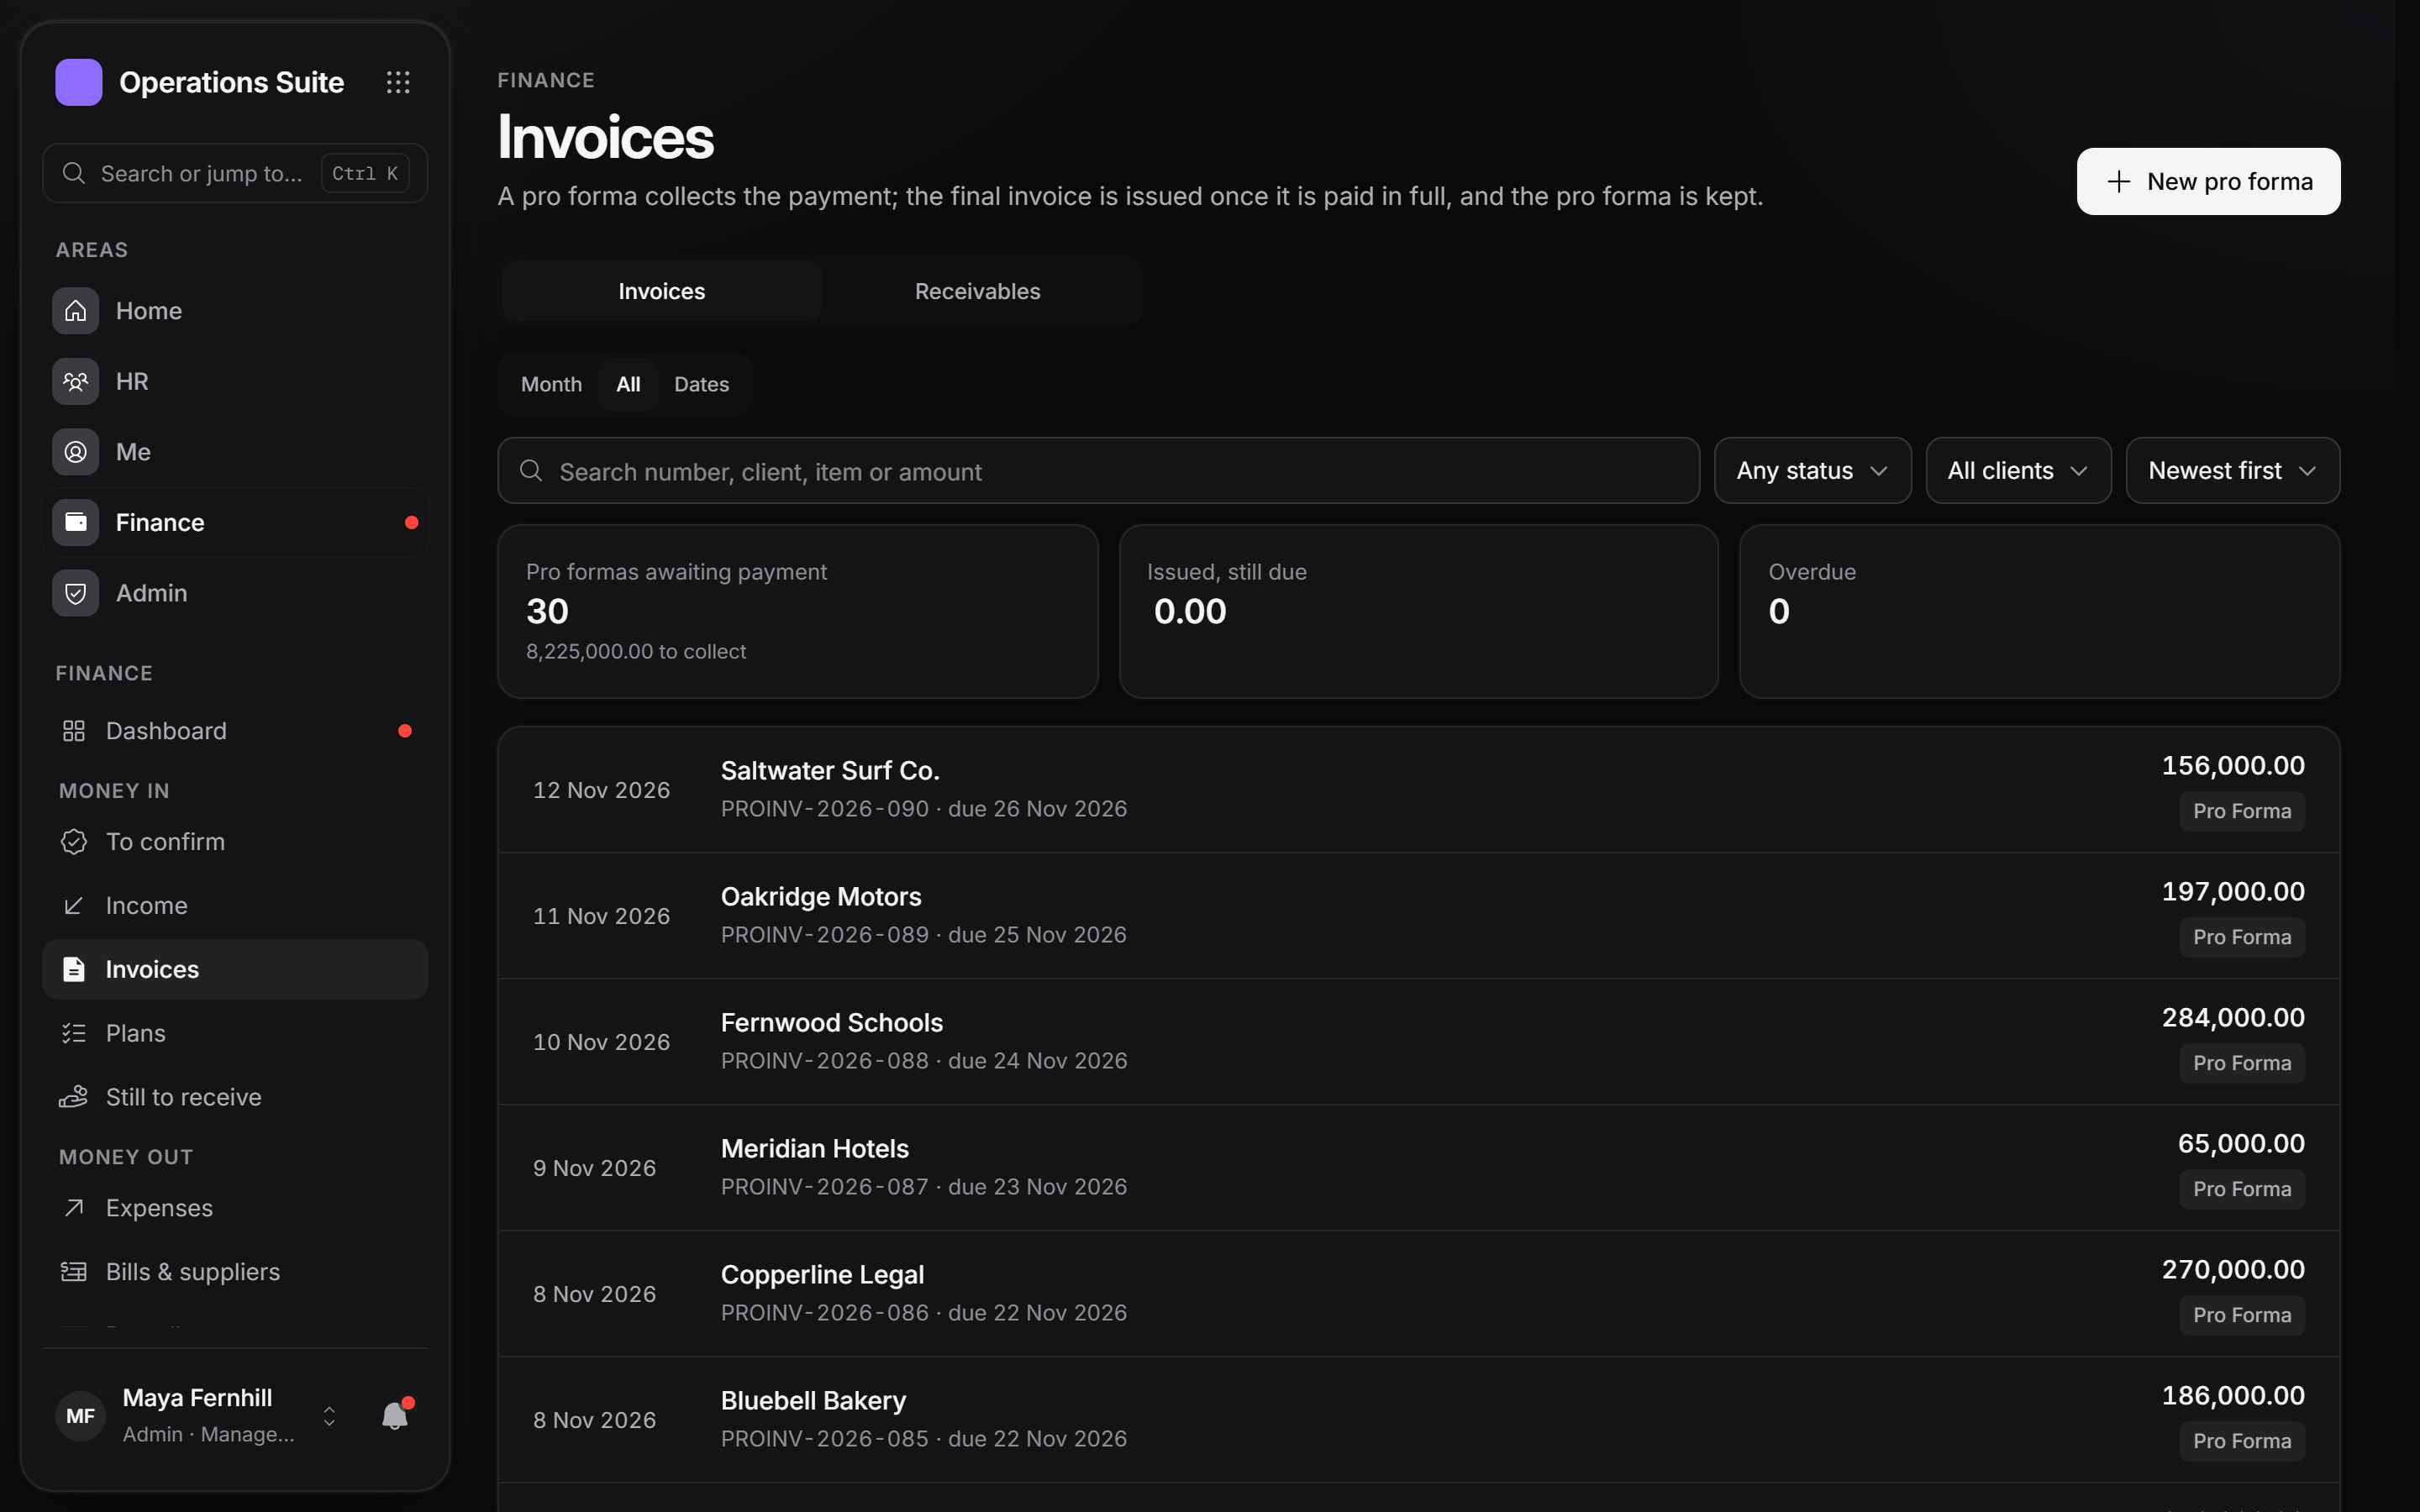 Operations Suite
Search or jump to...
Ctrl K
AREAS
Home
HR
Me
Finance
Admin
FINANCE
Dashboard
MONEY IN
To confirm
Income
Invoices
Plans
Still to receive
MONEY OUT
Expenses
Bills & suppliers
MF
Maya Fernhill
Admin · Manage...
FINANCE
Invoices
A pro forma collects the payment; the final invoice is issued once it is paid in full, and the pro forma is kept.
New pro forma
Invoices
Receivables
Month
All
Dates
Search number, client, item or amount
Any status
All clients
Newest first
Pro formas awaiting payment
30
8,225,000.00 to collect
Issued, still due
0.00
Overdue
0
12 Nov 2026
Saltwater Surf Co.
PROINV-2026-090 · due 26 Nov 2026
156,000.00
Pro Forma
11 Nov 2026
Oakridge Motors
PROINV-2026-089 · due 25 Nov 2026
197,000.00
Pro Forma
10 Nov 2026
Fernwood Schools
PROINV-2026-088 · due 24 Nov 2026
284,000.00
Pro Forma
9 Nov 2026
Meridian Hotels
PROINV-2026-087 · due 23 Nov 2026
65,000.00
Pro Forma
8 Nov 2026
Copperline Legal
PROINV-2026-086 · due 22 Nov 2026
270,000.00
Pro Forma
8 Nov 2026
Bluebell Bakery
PROINV-2026-085 · due 22 Nov 2026
186,000.00
Pro Forma